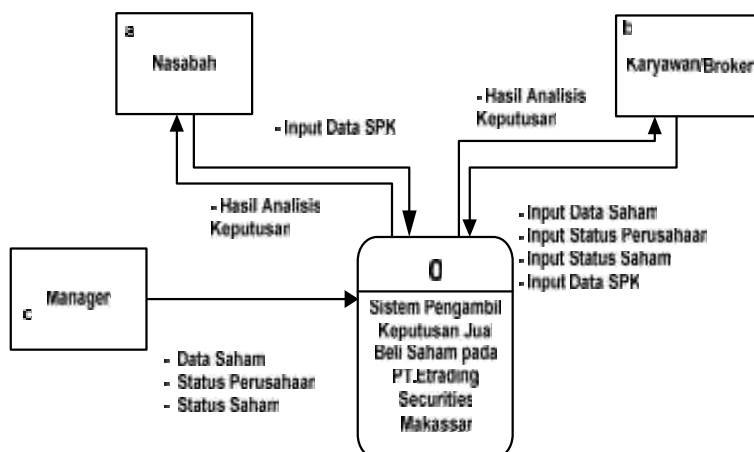 a
Nasabah
b
Karyawan/Broker
- Hasil Analisis
Keputusan
- Input Data SPK
- Hasil Analisis
Keputusan
- Input Data Saham
- Input Status Perusahaan
- Input Status Saham
- Input Data SPK
Manager
c
- Data Saham
- Status Perusahaan
- Status Saham
0
Sistem Pengambil
Keputusan Jual
Beli Saham pada
PT.Etrading
Securities
Makassar